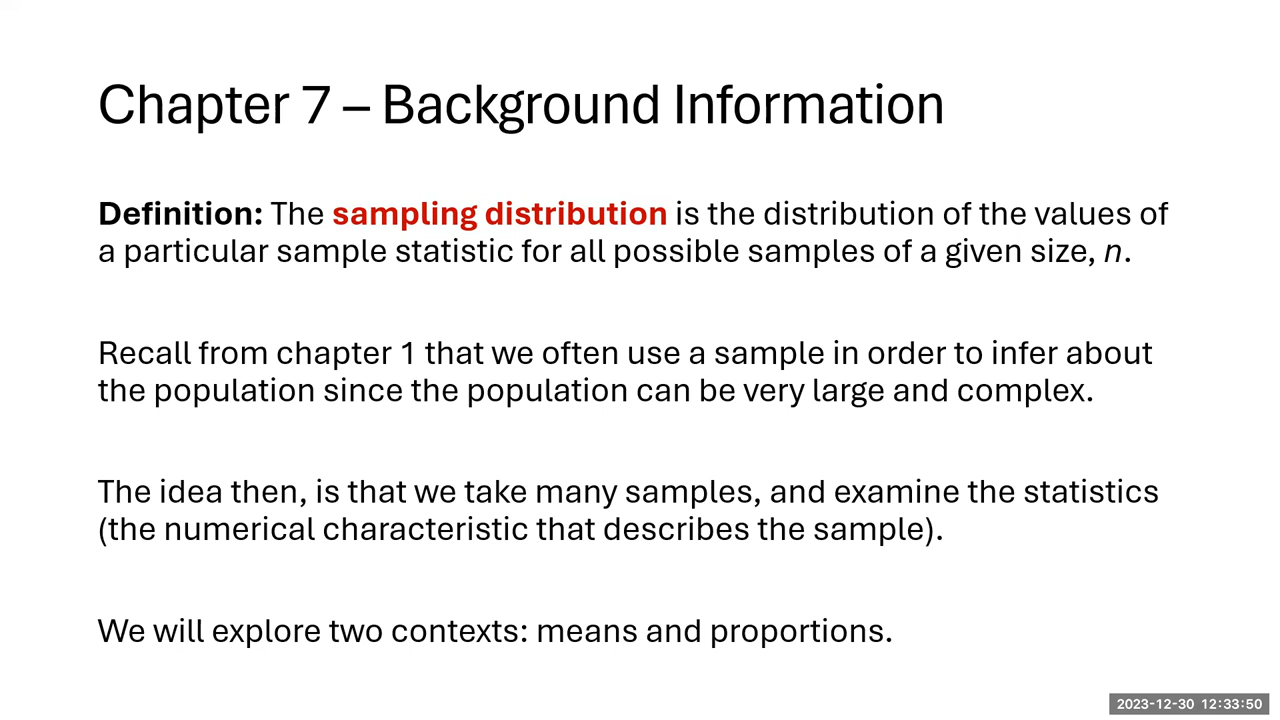 Chapter 7 – Background Information
Definition: The sampling distribution is the distribution of the values of
a particular sample statistic for all possible samples of a given size, n.
Recall from chapter 1 that we often use a sample in order to infer about
the population since the population can be very large and complex.
The idea then, is that we take many samples, and examine the statistics
(the numerical characteristic that describes the sample).
We will explore two contexts: means and proportions.
2023-12-30 12:33:50